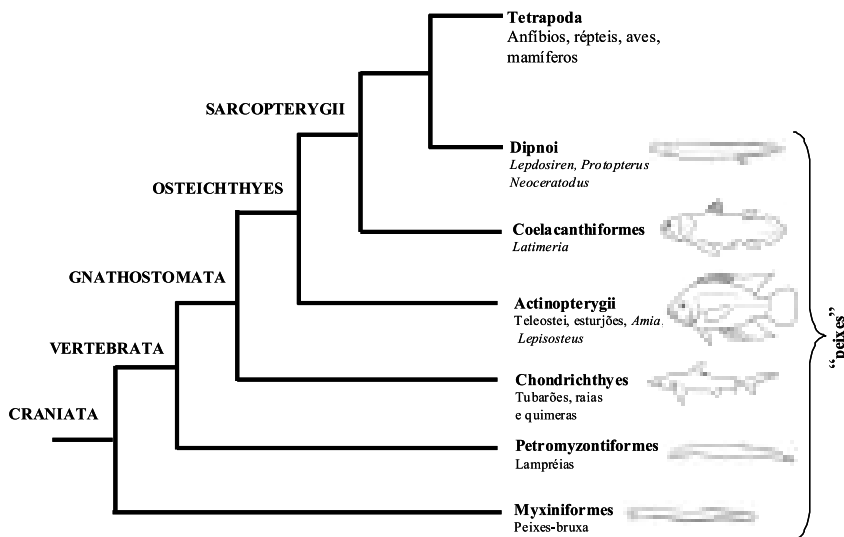 Tetrapoda
Anfíbios, répteis, aves,
mamíferos
SARCOPTERYGII
Dipnoi
Lepdosiren, Protopterus
Neoceratodus
OSTEICHTHYES
Coelacanthiformes
Latimeria
GNATHOSTOMATA
Actinopterygii
Teleostei, esturjões, Amia.
Lepisosteus
"peixes"
VERTEBRATA
Chondrichthyes
Tubarões, raias
e quimeras
CRANIATA
Petromyzontiformes
Lampréias
Myxiniformes
Peixes-bruxa